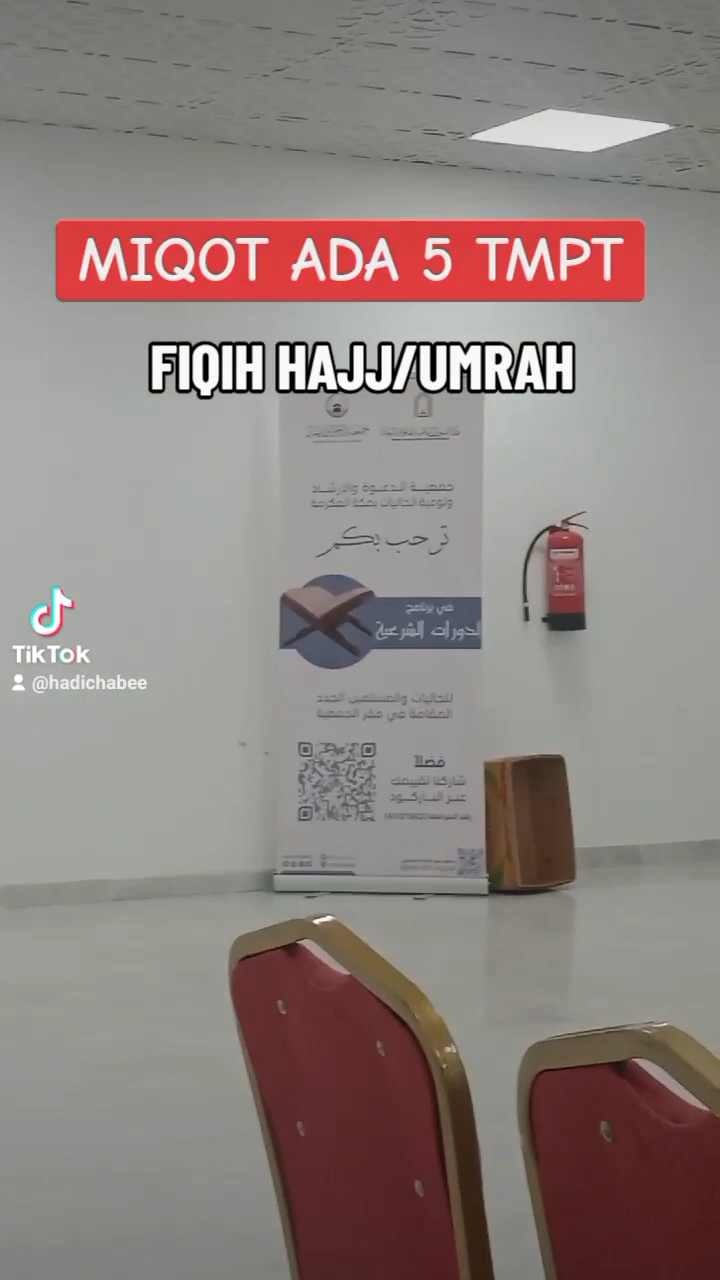 MIQOT ADA 5 TMPT
FIQIH HAJJ/UMRAH
جمعية الدعوة والإرشاد
وتوعية الجاليات بمكة المكرمة
ترحب بكم
في برنامج
الدورات الشرعية
للجاليات والمسلمين الجدد
المقامة في مقر الجمعية
فضلا
شاركنا تقييمك
عبر الباركود
TikTok
@hadichabee